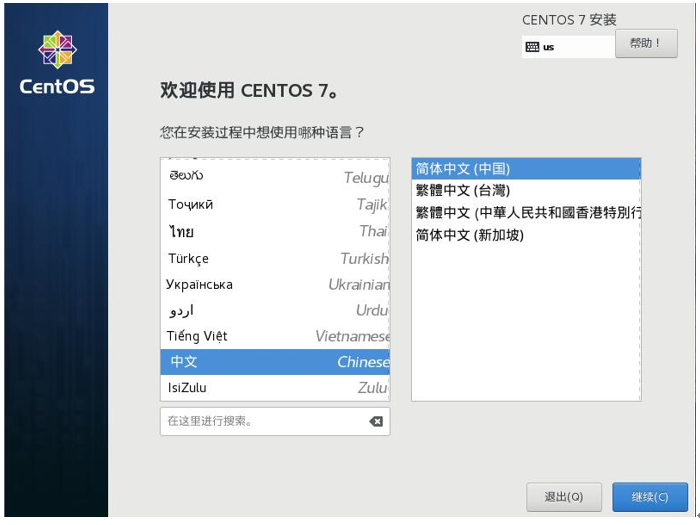 CENTOS 7 安装
us
帮助！
CentOS
欢迎使用 CENTOS 7。
您在安装过程中想使用哪种语言？
తెలుగు Telugu
Тоҷикӣ Tajik
ไทย Thai
Türkçe Turkish
Українська Ukrainian
اردو Urdu
Tiếng Việt Vietnamese
中文 Chinese
IsiZulu Zulu
在这里进行搜索。
简体中文 (中国)
繁體中文 (台灣)
繁體中文 (中華人民共和國香港特別行
简体中文 (新加坡)
退出(Q)
继续(C)